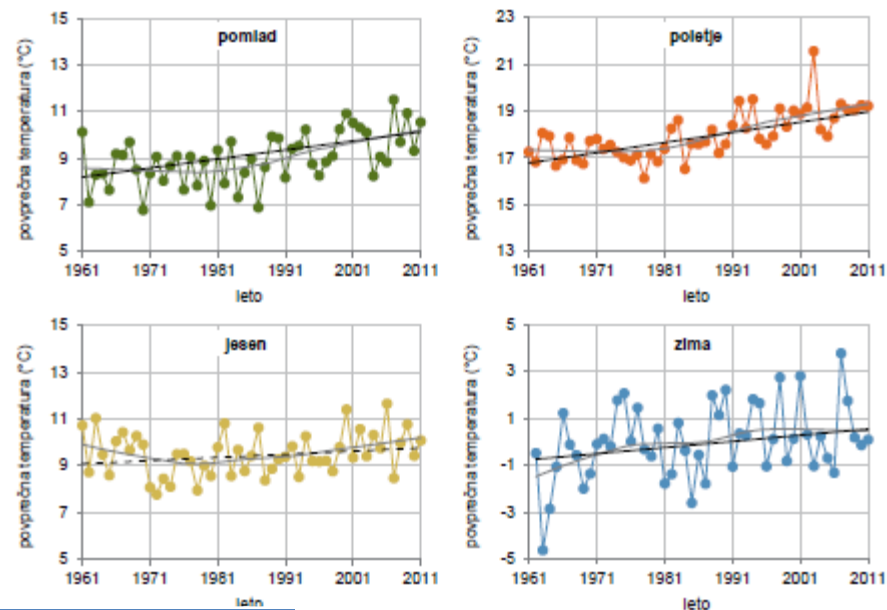 pomlad
povprečna temperatura (°C)
15
13
11
9
7
5
1961 1971 1981 1991 2001 2011
leto
poletje
povprečna temperatura (°C)
23
21
19
17
15
13
1961 1971 1981 1991 2001 2011
leto
jesen
povprečna temperatura (°C)
15
13
11
9
7
5
1961 1971 1981 1991 2001 2011
leto
zima
povprečna temperatura (°C)
5
3
1
-1
-3
-5
1961 1971 1981 1991 2001 2011
leto